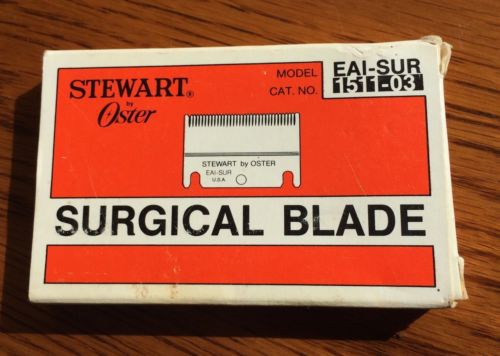 STEWART®
by
Oster
MODEL EAI-SUR
CAT. NO. 1511-03
STEWART by OSTER
EAI-SUR
U.S.A.
SURGICAL BLADE